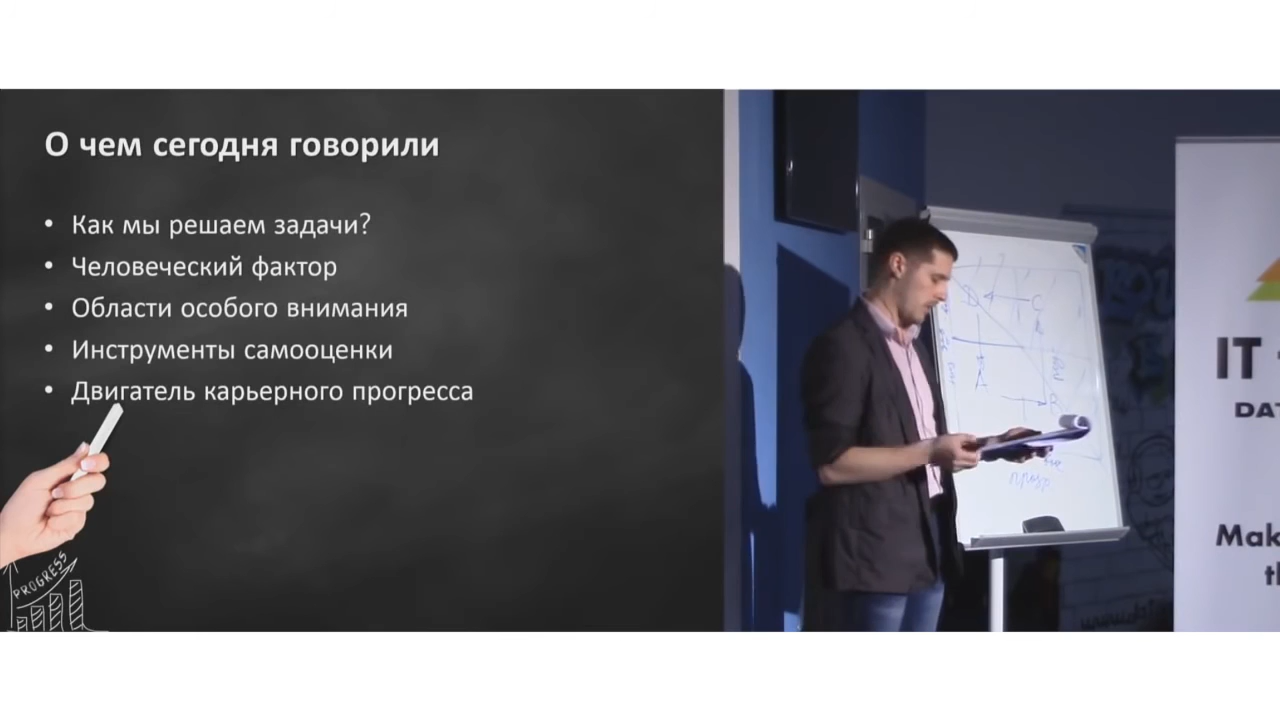 О чем сегодня говорили
• Как мы решаем задачи?
• Человеческий фактор
• Области особого внимания
• Инструменты самооценки
• Двигатель карьерного прогресса
PROGRESS
D
C
A
R
IT
DAT
Mak
th